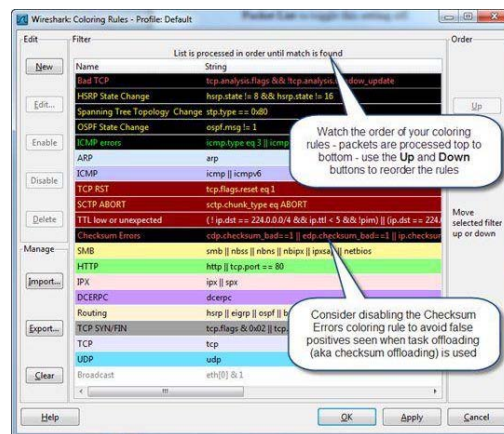 Packet List to toggle this setting off.
Wireshark: Coloring Rules - Profile: Default
Edit
Filter
Order
List is processed in order until match is found
New
Edit...
Enable
Disable
Delete
Manage
Import...
Export...
Clear
Name String
Bad TCP tcp.analysis.flags && !tcp.analysis.window_update
HSRP State Change hsrp.state != 8 && hsrp.state != 16
Spanning Tree Topology Change stp.type == 0x80
OSPF State Change ospf.msg != 1
ICMP errors icmp.type eq 3 || icmp
ARP arp
ICMP icmp || icmpv6
TCP RST tcp.flags.reset eq 1
SCTP ABORT sctp.chunk_type eq ABORT
TTL low or unexpected ( ! ip.dst == 224.0.0.0/4 && ip.ttl < 5 && !pim) || (ip.dst == 224.
Checksum Errors cdp.checksum_bad==1 || edp.checksum_bad==1 || ip.checksum
SMB smb || nbss || nbns || nbipx || ipxsap || netbios
HTTP http || tcp.port == 80
IPX ipx || spx
DCERPC dcerpc
Routing hsrp || eigrp || ospf || b
TCP SYN/FIN tcp.flags & 0x02 || tcp.
TCP tcp
UDP udp
Broadcast eth[0] & 1
Watch the order of your coloring
rules - packets are processed top to
bottom - use the Up and Down
buttons to reorder the rules
Consider disabling the Checksum
Errors coloring rule to avoid false
positives seen when task offloading
(aka checksum offloading) is used
Up
Move
selected filter
up or down
Help
OK
Apply
Cancel